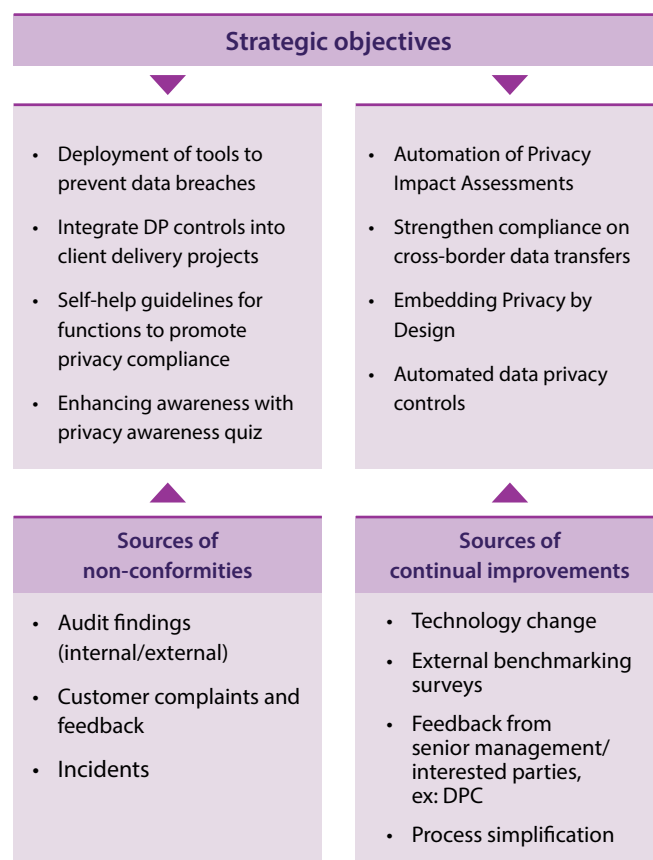 Strategic objectives
• Deployment of tools to
prevent data breaches
• Integrate DP controls into
client delivery projects
• Self-help guidelines for
functions to promote
privacy compliance
• Enhancing awareness with
privacy awareness quiz
• Automation of Privacy
Impact Assessments
• Strengthen compliance on
cross-border data transfers
• Embedding Privacy by
Design
• Automated data privacy
controls
Sources of
non-conformities
• Audit findings
(internal/external)
• Customer complaints and
feedback
• Incidents
Sources of
continual improvements
• Technology change
• External benchmarking
surveys
• Feedback from
senior management/
interested parties,
ex: DPC
• Process simplification